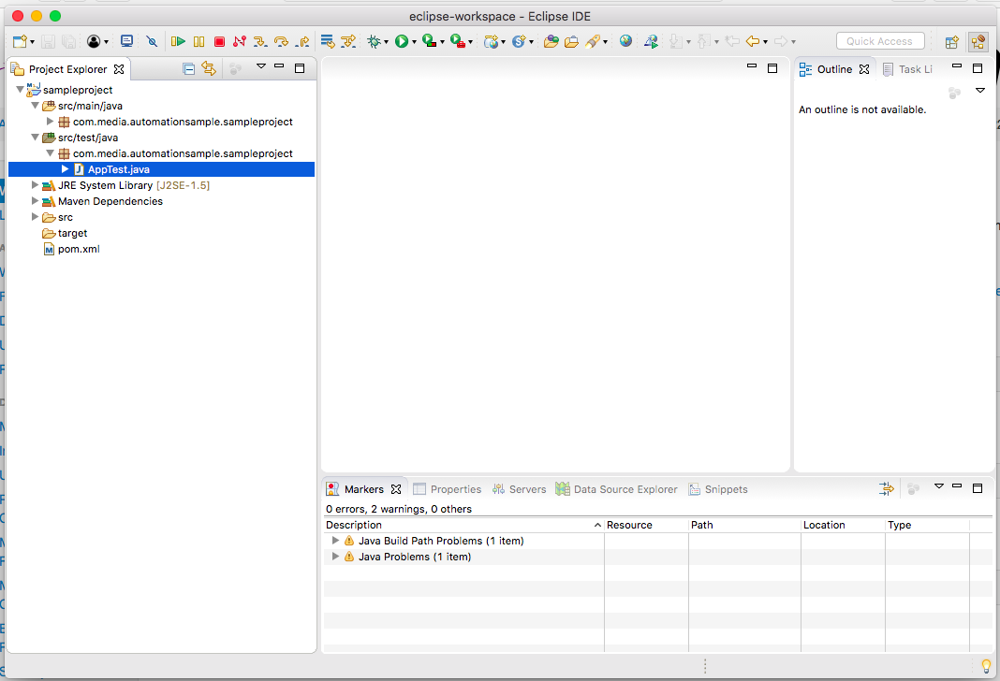 eclipse-workspace - Eclipse IDE
Quick Access
Project Explorer
sampleproject
src/main/java
com.media.automationsample.sampleproject
src/test/java
com.media.automationsample.sampleproject
AppTest.java
JRE System Library [J2SE-1.5]
Maven Dependencies
src
target
pom.xml
Outline Task Li
An outline is not available.
Markers Properties Servers Data Source Explorer Snippets
0 errors, 2 warnings, 0 others
Description Resource Path Location Type
Java Build Path Problems (1 item)
Java Problems (1 item)